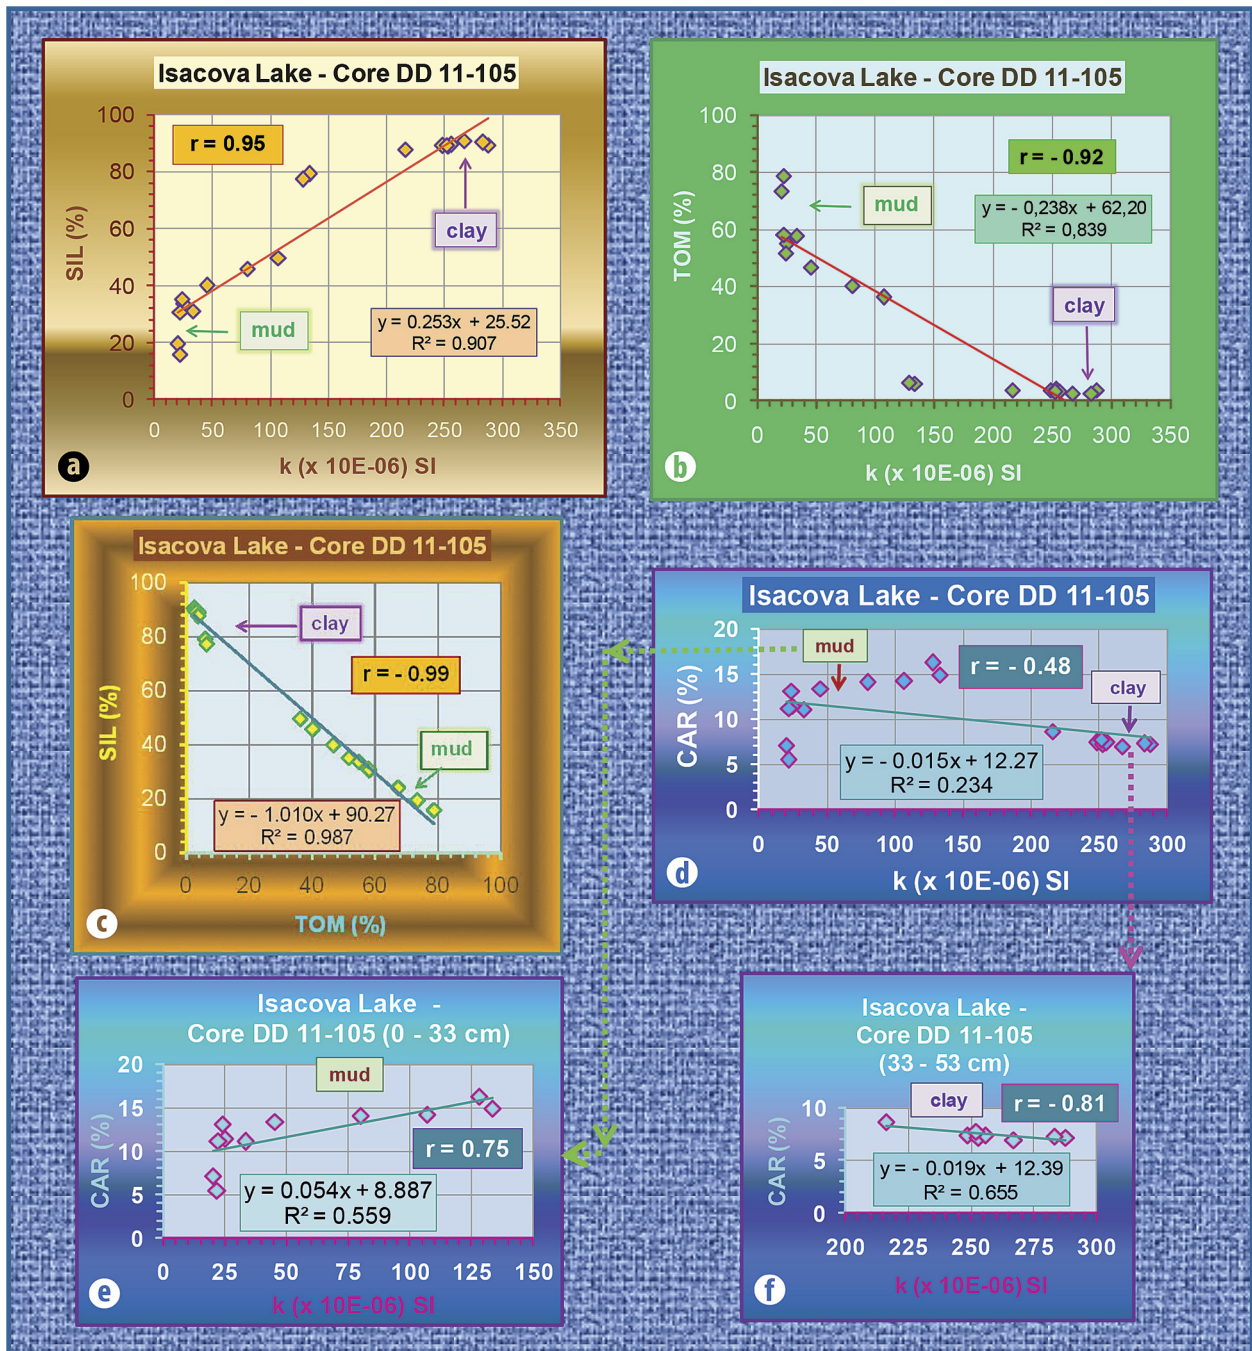 Isacova Lake - Core DD 11-105
r = 0.95
clay
mud
y = 0.253x + 25.52
R² = 0.907
SIL (%)
100
80
60
40
20
0
0 50 100 150 200 250 300 350
k (x 10E-06) SI
a
Isacova Lake - Core DD 11-105
r = - 0.92
mud
y = - 0,238x + 62,20
R² = 0,839
clay
TOM (%)
100
80
60
40
20
0
0 50 100 150 200 250 300 350
k (x 10E-06) SI
b
Isacova Lake - Core DD 11-105
clay
r = - 0.99
mud
y = - 1.010x + 90.27
R² = 0.987
SIL (%)
100
80
60
40
20
0
0 20 40 60 80 100
TOM (%)
c
Isacova Lake - Core DD 11-105
mud
r = - 0.48
clay
y = - 0.015x + 12.27
R² = 0.234
CAR (%)
20
15
10
5
0
0 50 100 150 200 250 300
k (x 10E-06) SI
d
Isacova Lake -
Core DD 11-105 (0 - 33 cm)
mud
r = 0.75
y = 0.054x + 8.887
R² = 0.559
CAR (%)
20
15
10
5
0
0 25 50 75 100 125 150
k (x 10E-06) SI
e
Isacova Lake -
Core DD 11-105
(33 - 53 cm)
clay
r = - 0.81
y = - 0.019x + 12.39
R² = 0.655
CAR (%)
10
5
0
200 225 250 275 300
k (x 10E-06) SI
f